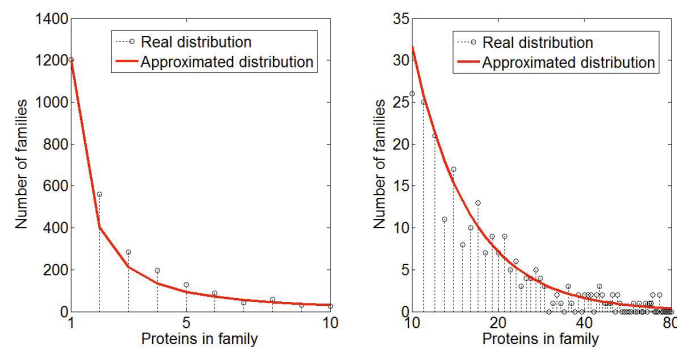 1400
1200
1000
800
600
400
200
0
Number of families
1
5
10
Proteins in family
Real distribution
Approximated distribution
35
30
25
20
15
10
5
0
Number of families
10
20
40
80
Proteins in family
Real distribution
Approximated distribution